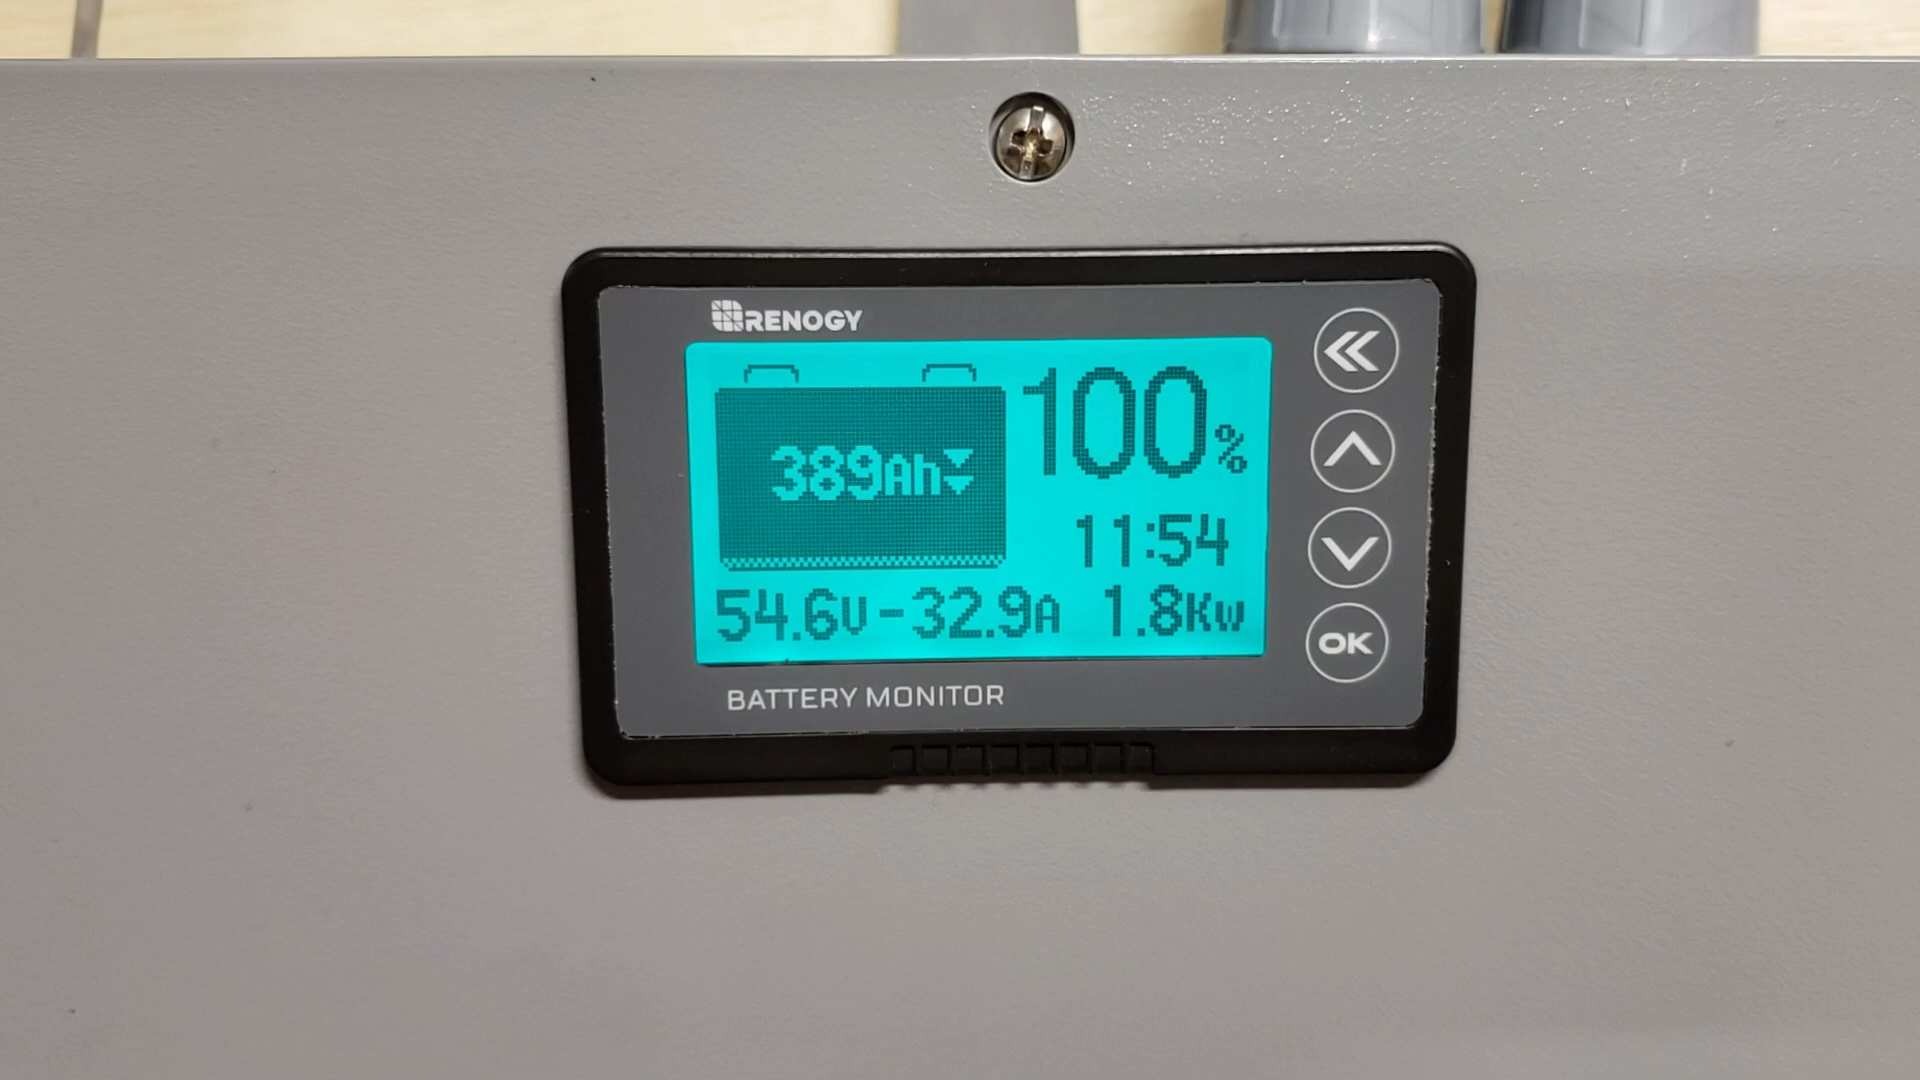 RENOGY
100%
389Ah
11:54
54.6V -32.9A 1.8Kw
BATTERY MONITOR
OK